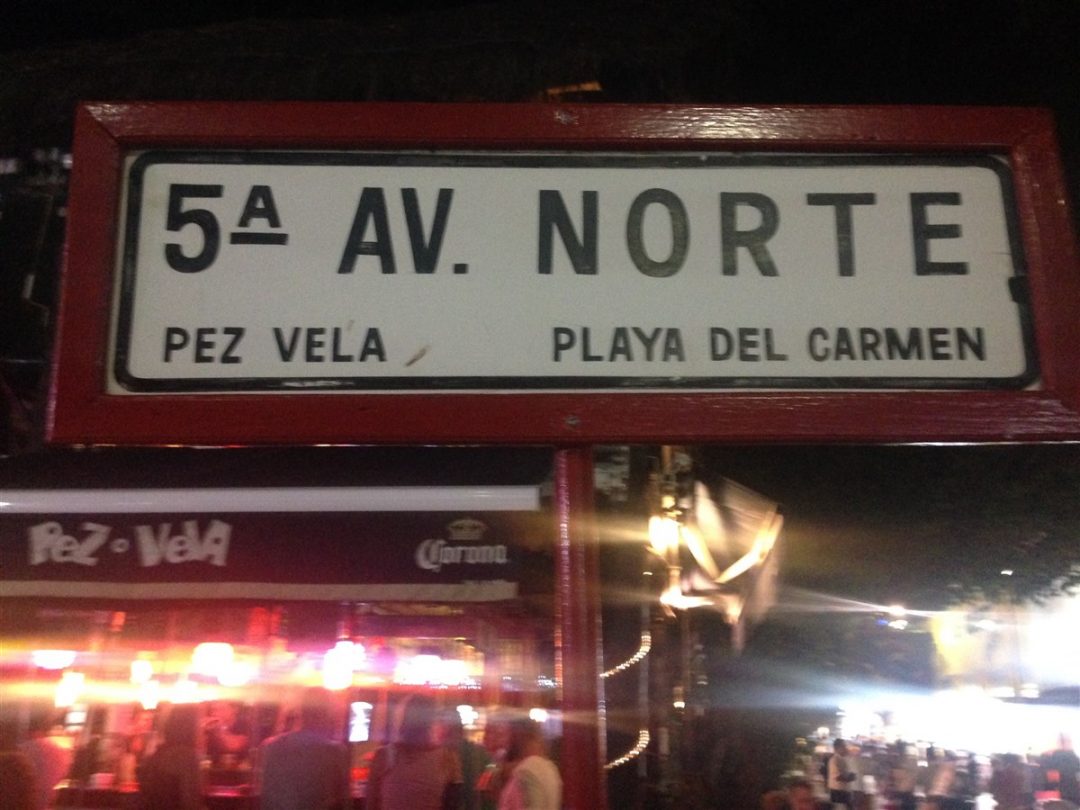 5ª AV. NORTE
PEZ VELA PLAYA DEL CARMEN
Pez · Vela Corona